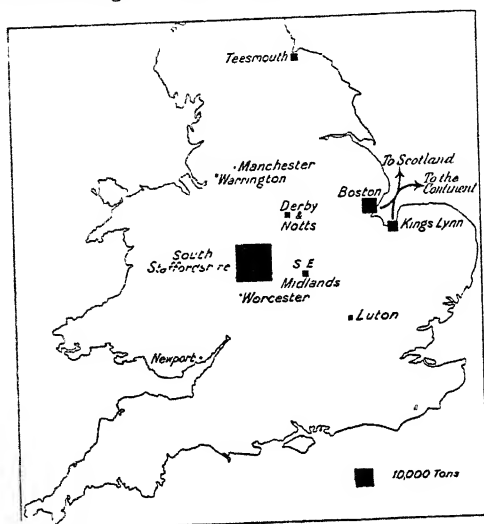 Teesmouth
To Scotland
To the
Continent
Manchester
Warrington
Boston
Derby
&
Notts
Kings Lynn
South
Staffordshire
S E
Midlands
Worcester
Luton
Newport
10,000 Tons